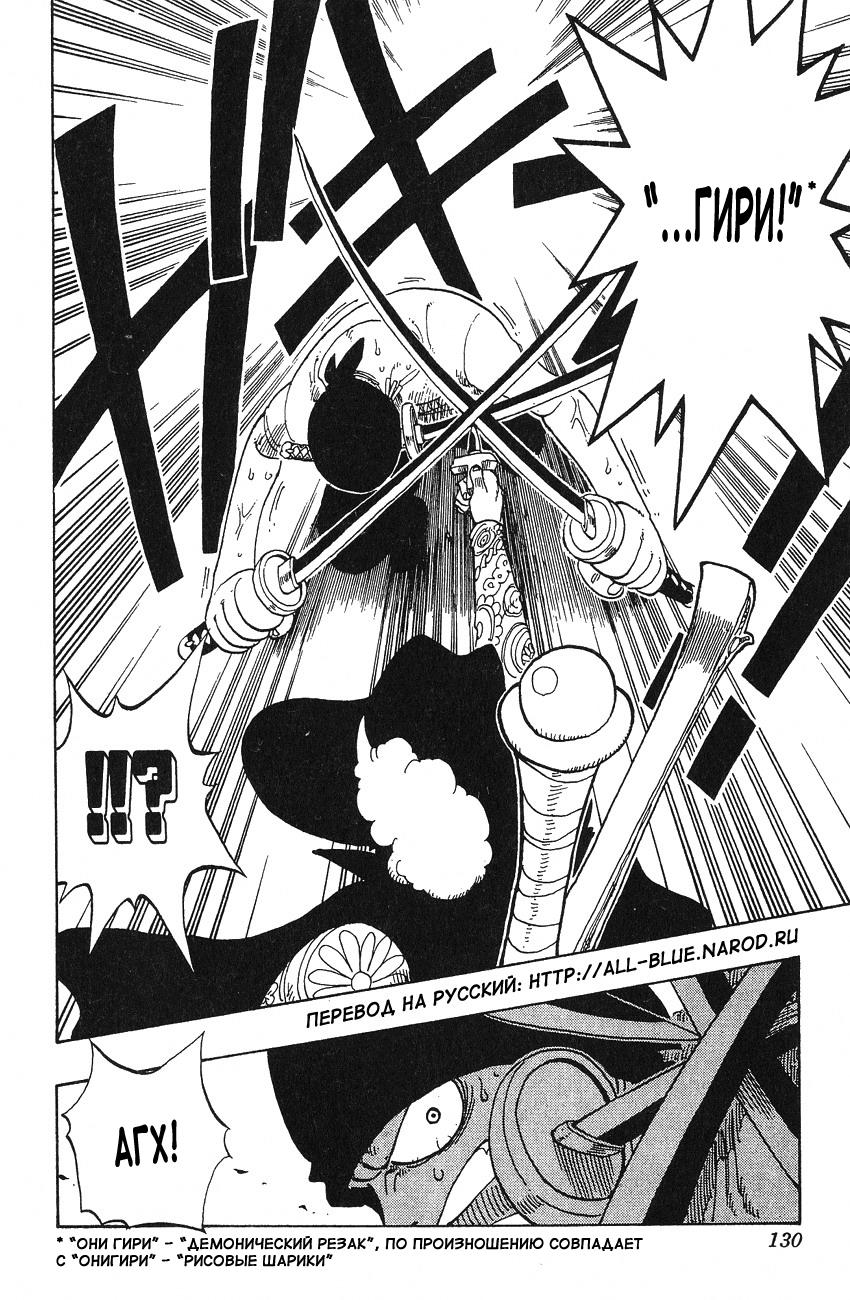 "...ГИРИ!"*
!!?
ПЕРЕВОД НА РУССКИЙ: HTTP://ALL-BLUE.NAROD.RU
АГХ!
* "ОНИ ГИРИ" – "ДЕМОНИЧЕСКИЙ РЕЗАК", ПО ПРОИЗНОШЕНИЮ СОВПАДАЕТ
С "ОНИГИРИ" – "РИСОВЫЕ ШАРИКИ"
130